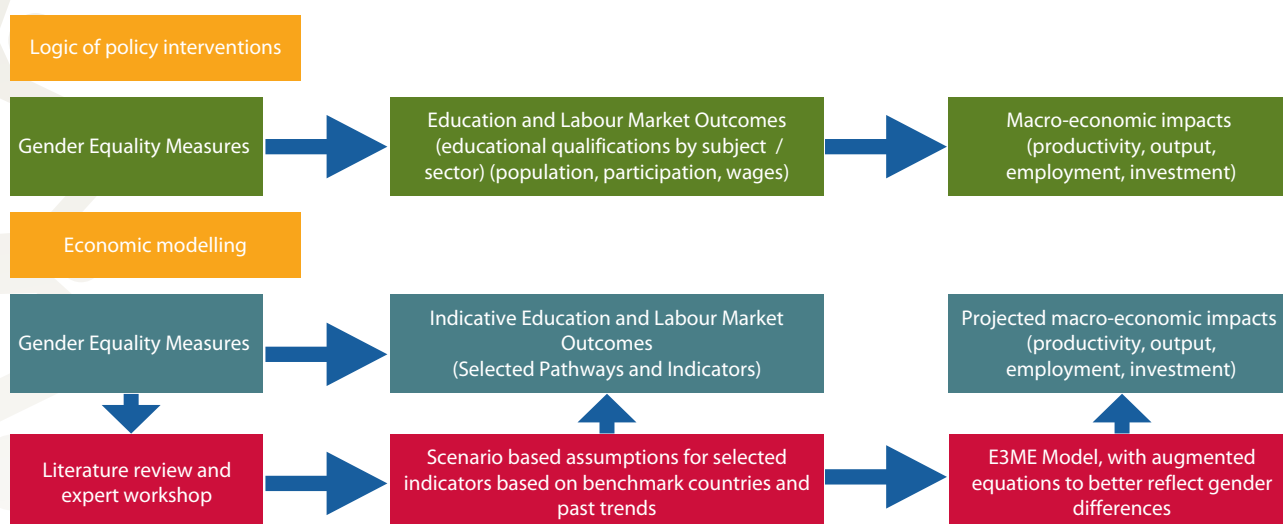 Logic of policy interventions
Gender Equality Measures
Education and Labour Market Outcomes
(educational qualifications by subject /
sector) (population, participation, wages)
Macro-economic impacts
(productivity, output,
employment, investment)
Economic modelling
Gender Equality Measures
Indicative Education and Labour Market
Outcomes
(Selected Pathways and Indicators)
Projected macro-economic impacts
(productivity, output,
employment, investment)
Literature review and
expert workshop
Scenario based assumptions for selected
indicators based on benchmark countries and
past trends
E3ME Model, with augmented
equations to better reflect gender
differences